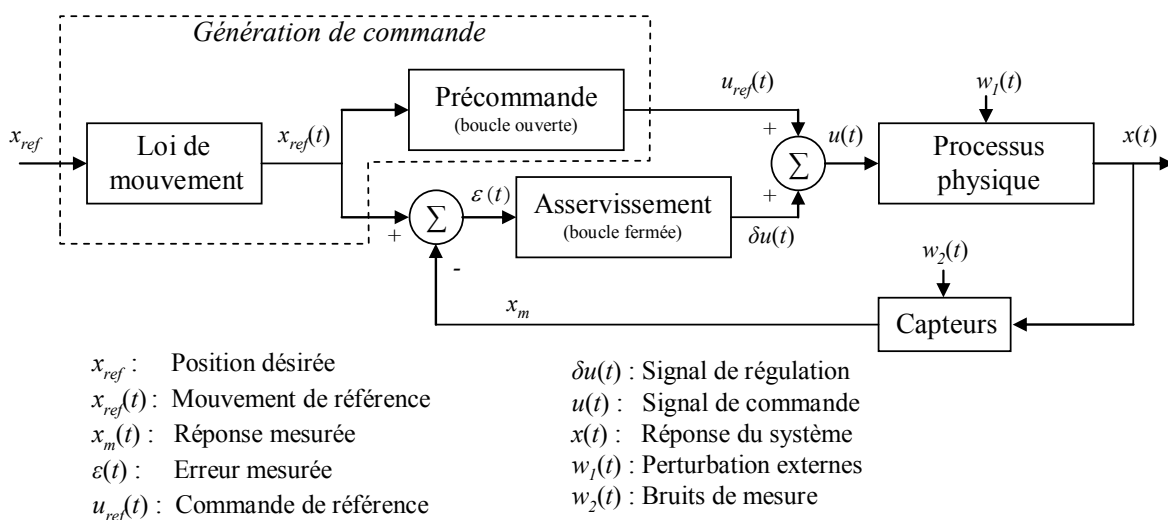 Génération de commande
x_ref
Loi de
mouvement
x_ref(t)
Précommande
(boucle ouverte)
u_ref(t)
+
Σ
+
u(t)
w_1(t)
Processus
physique
x(t)
+
Σ
-
ε(t)
Asservissement
(boucle fermée)
δu(t)
w_2(t)
Capteurs
x_m
x_ref : Position désirée
x_ref(t) : Mouvement de référence
x_m(t) : Réponse mesurée
ε(t) : Erreur mesurée
u_ref(t) : Commande de référence
δu(t) : Signal de régulation
u(t) : Signal de commande
x(t) : Réponse du système
w_1(t) : Perturbation externes
w_2(t) : Bruits de mesure